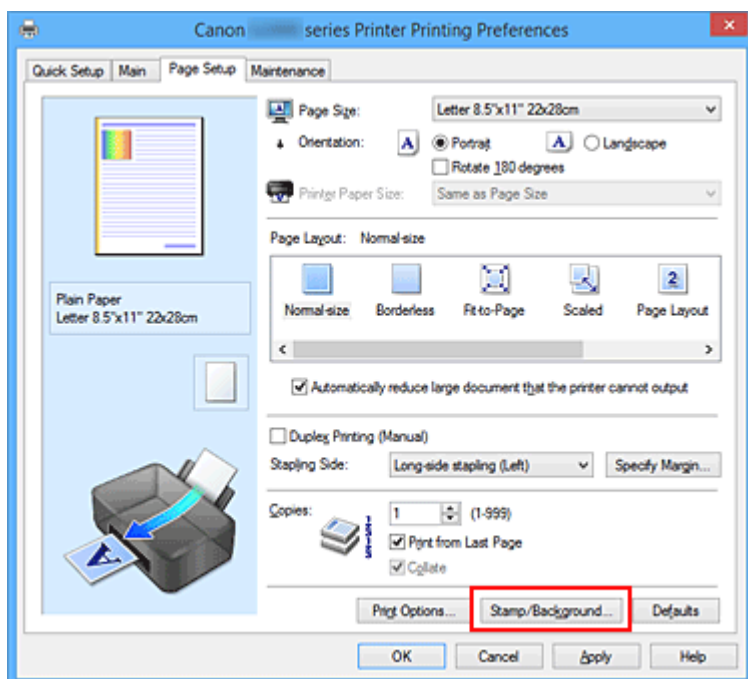 Canon series Printer Printing Preferences
Quick Setup Main Page Setup Maintenance
Page Size: Letter 8.5"x11" 22x28cm
Orientation: A Portrait A Landscape
Rotate 180 degrees
Printer Paper Size: Same as Page Size
Page Layout: Normal-size
2
Normal-size Borderless Fit-to-Page Scaled Page Layout
Plain Paper
Letter 8.5"x11" 22x28cm
Automatically reduce large document that the printer cannot output
Duplex Printing (Manual)
Stapling Side: Long-side stapling (Left) Specify Margin...
Copies: 1 (1-999)
Print from Last Page
Collate
A
Print Options... Stamp/Background... Defaults
OK Cancel Apply Help